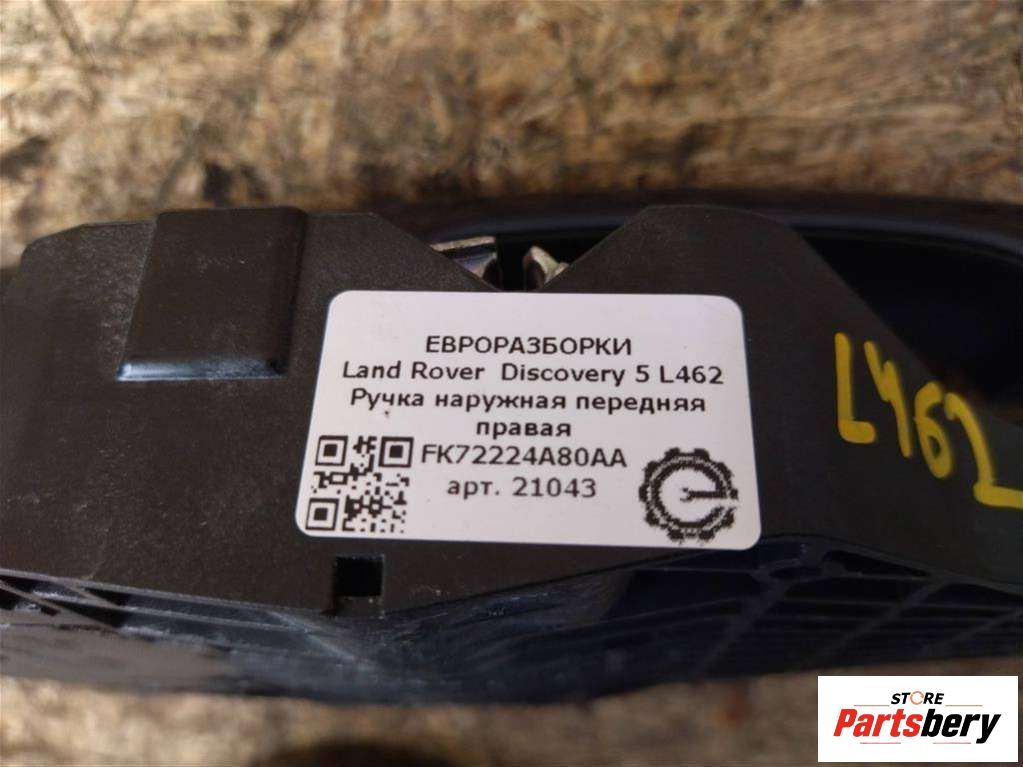 ЕВРОРАЗБОРКИ
Land Rover Discovery 5 L462
Ручка наружная передняя
правая
FK72224A80AA
арт. 21043
L462
STORE
Partsbery